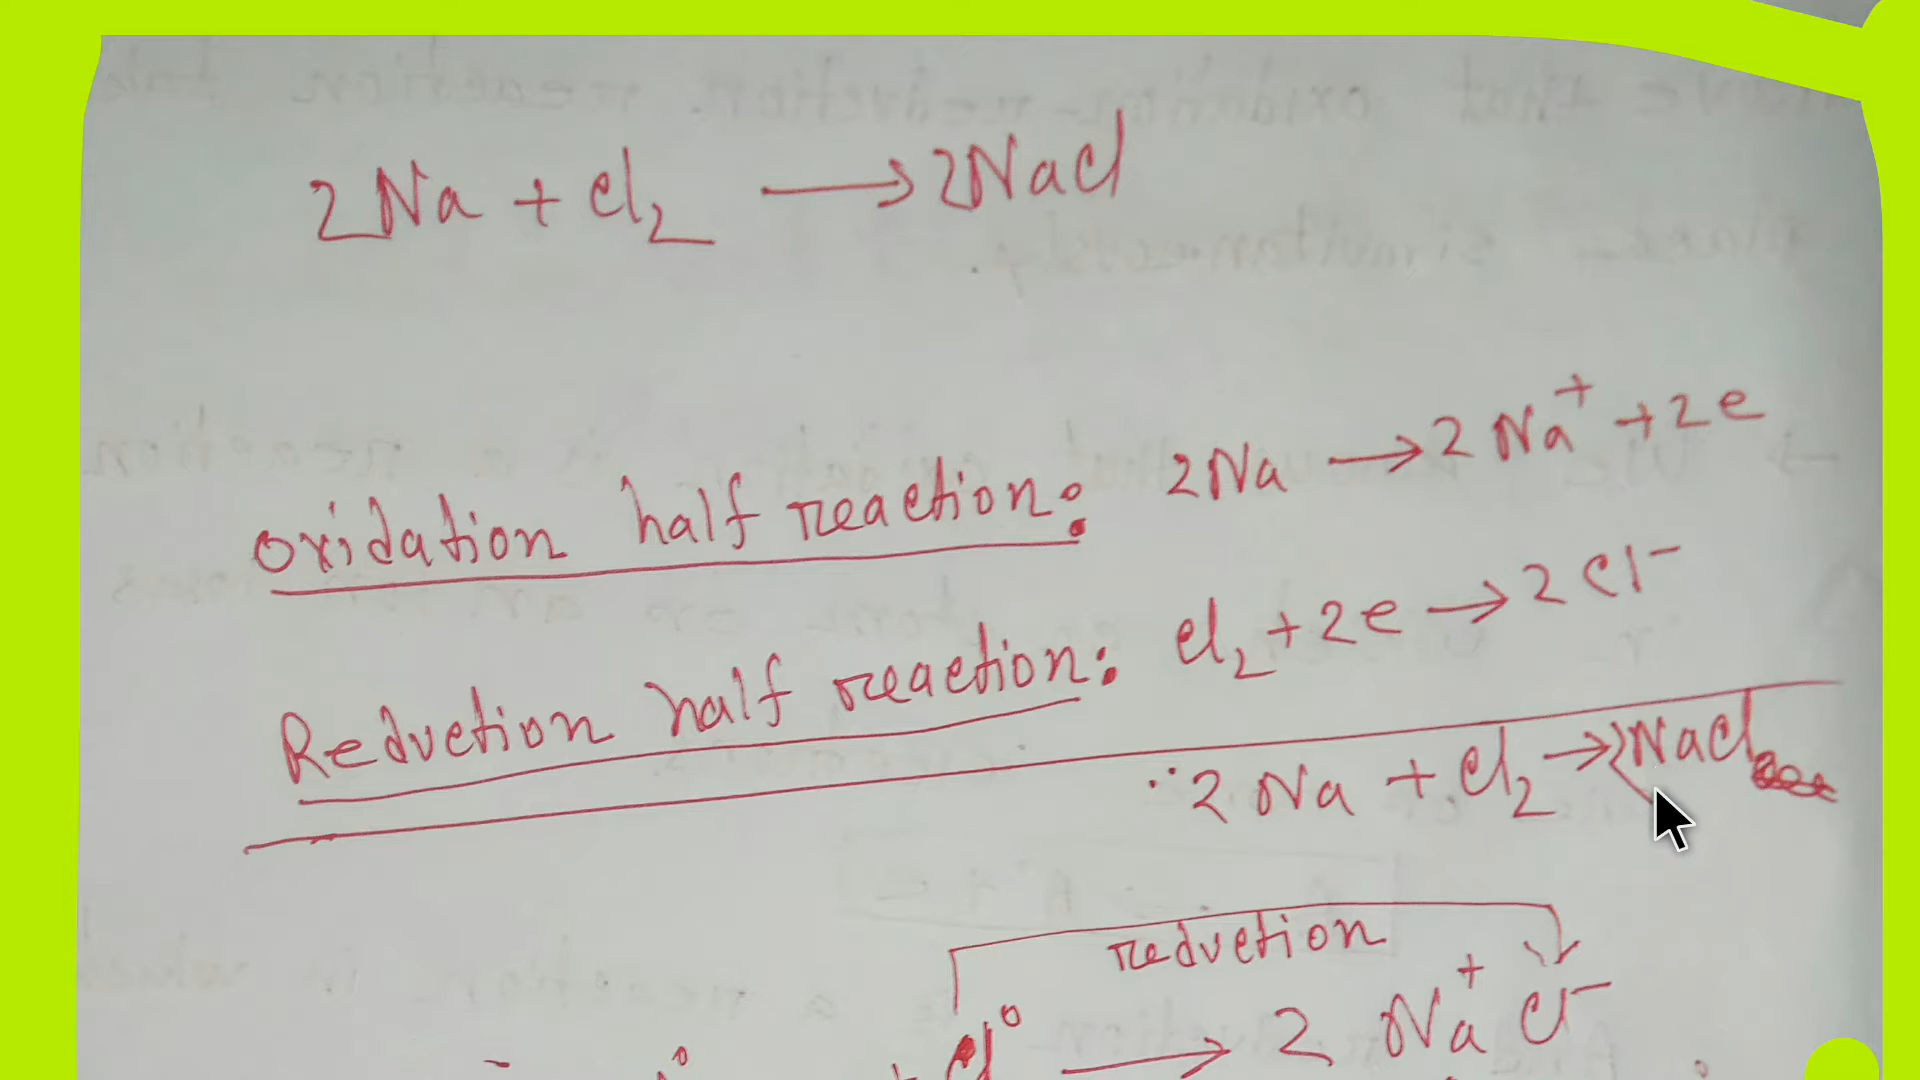 2Na + Cl₂ → 2NaCl
Oxidation half reaction: 2Na → 2Na⁺ + 2e
Reduction half reaction: Cl₂ + 2e → 2Cl⁻
∴ 2Na + Cl₂ → 2NaCl
reduction
Cl⁰ → 2 Na⁺ Cl⁻